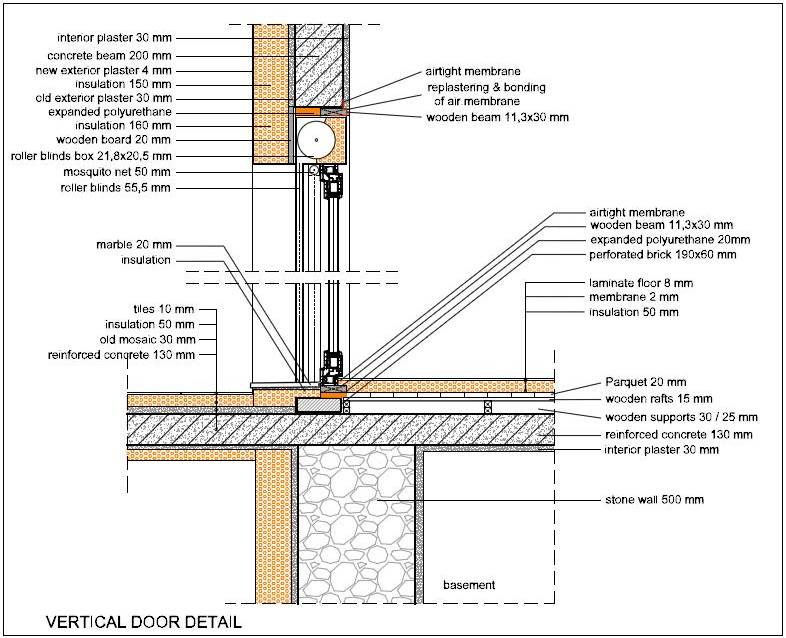 interior plaster 30 mm
concrete beam 200 mm
new exterior plaster 4 mm
insulation 150 mm
old exterior plaster 30 mm
expanded polyurethane
insulation 160 mm
wooden board 20 mm
roller blinds box 21,8x20,5 mm
mosquito net 50 mm
roller blinds 55,5 mm
airtight membrane
replastering & bonding
of air membrane
wooden beam 11,3x30 mm
marble 20 mm
insulation
tiles 10 mm
insulation 50 mm
old mosaic 30 mm
reinforced concrete 130 mm
airtight membrane
wooden beam 11,3x30 mm
expanded polyurethane 20mm
perforated brick 190x60 mm
laminate floor 8 mm
membrane 2 mm
insulation 50 mm
Parquet 20 mm
wooden rafts 15 mm
wooden supports 30 / 25 mm
reinforced concrete 130 mm
interior plaster 30 mm
stone wall 500 mm
basement
VERTICAL DOOR DETAIL